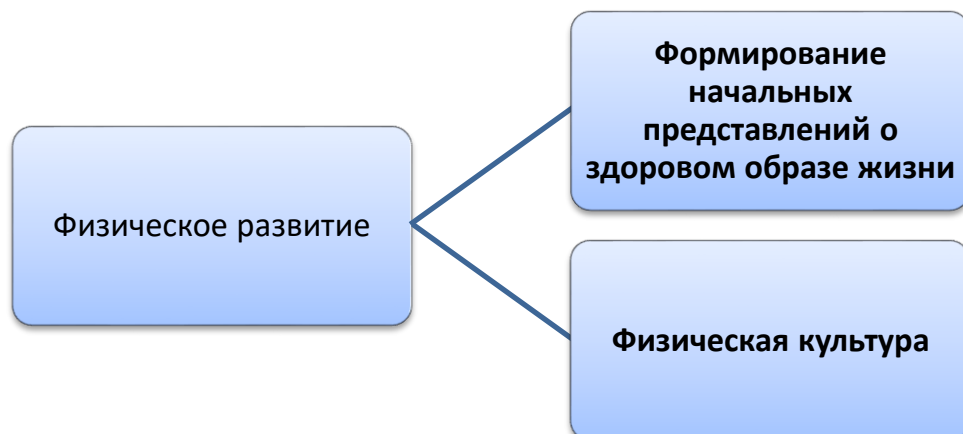 Физическое развитие
Формирование
начальных
представлений о
здоровом образе жизни
Физическая культура